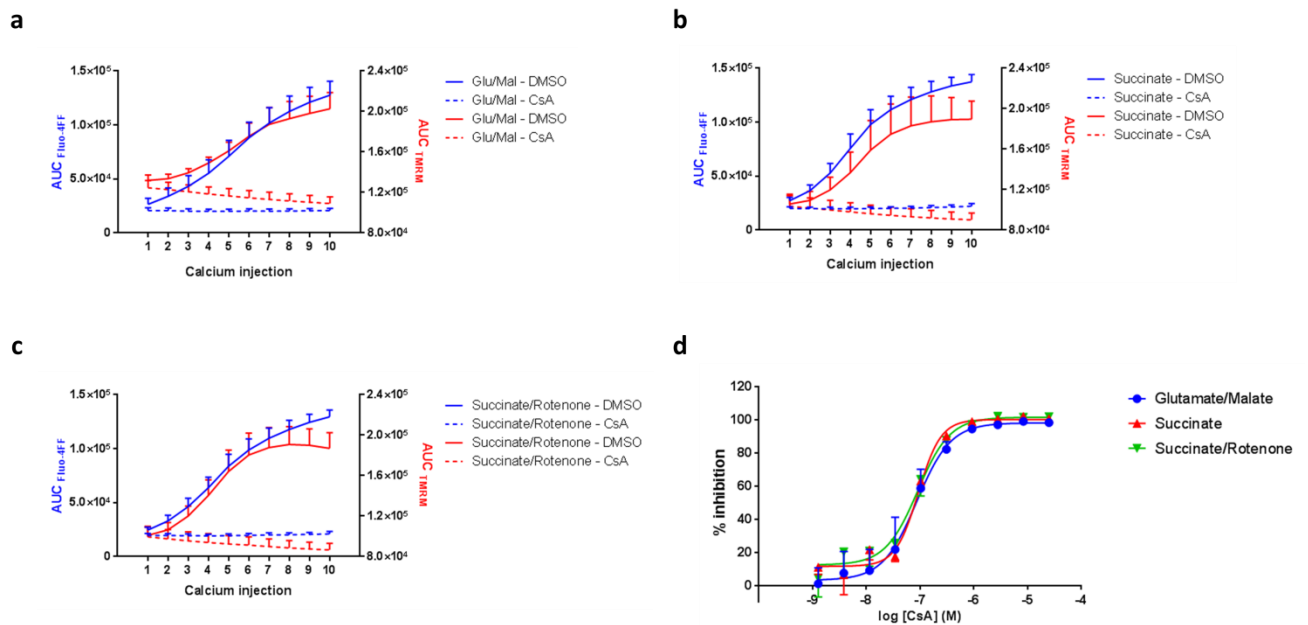 a
1.5×10⁵
1.0×10⁵
5.0×10⁴
0
AUC Fluo-4FF
2.4×10⁵
2.0×10⁵
1.6×10⁵
1.2×10⁵
8.0×10⁴
AUC TMRM
1 2 3 4 5 6 7 8 9 10
Calcium injection
Glu/Mal - DMSO
Glu/Mal - CsA
Glu/Mal - DMSO
Glu/Mal - CsA
b
1.5×10⁵
1.0×10⁵
5.0×10⁴
0
AUC Fluo-4FF
2.4×10⁵
2.0×10⁵
1.6×10⁵
1.2×10⁵
8.0×10⁴
AUC TMRM
1 2 3 4 5 6 7 8 9 10
Calcium injection
Succinate - DMSO
Succinate - CsA
Succinate - DMSO
Succinate - CsA
c
1.5×10⁵
1.0×10⁵
5.0×10⁴
0
AUC Fluo-4FF
2.4×10⁵
2.0×10⁵
1.6×10⁵
1.2×10⁵
8.0×10⁴
AUC TMRM
1 2 3 4 5 6 7 8 9 10
Calcium injection
Succinate/Rotenone - DMSO
Succinate/Rotenone - CsA
Succinate/Rotenone - DMSO
Succinate/Rotenone - CsA
d
120
100
80
60
40
20
0
% inhibition
-9 -8 -7 -6 -5 -4
log [CsA] (M)
Glutamate/Malate
Succinate
Succinate/Rotenone